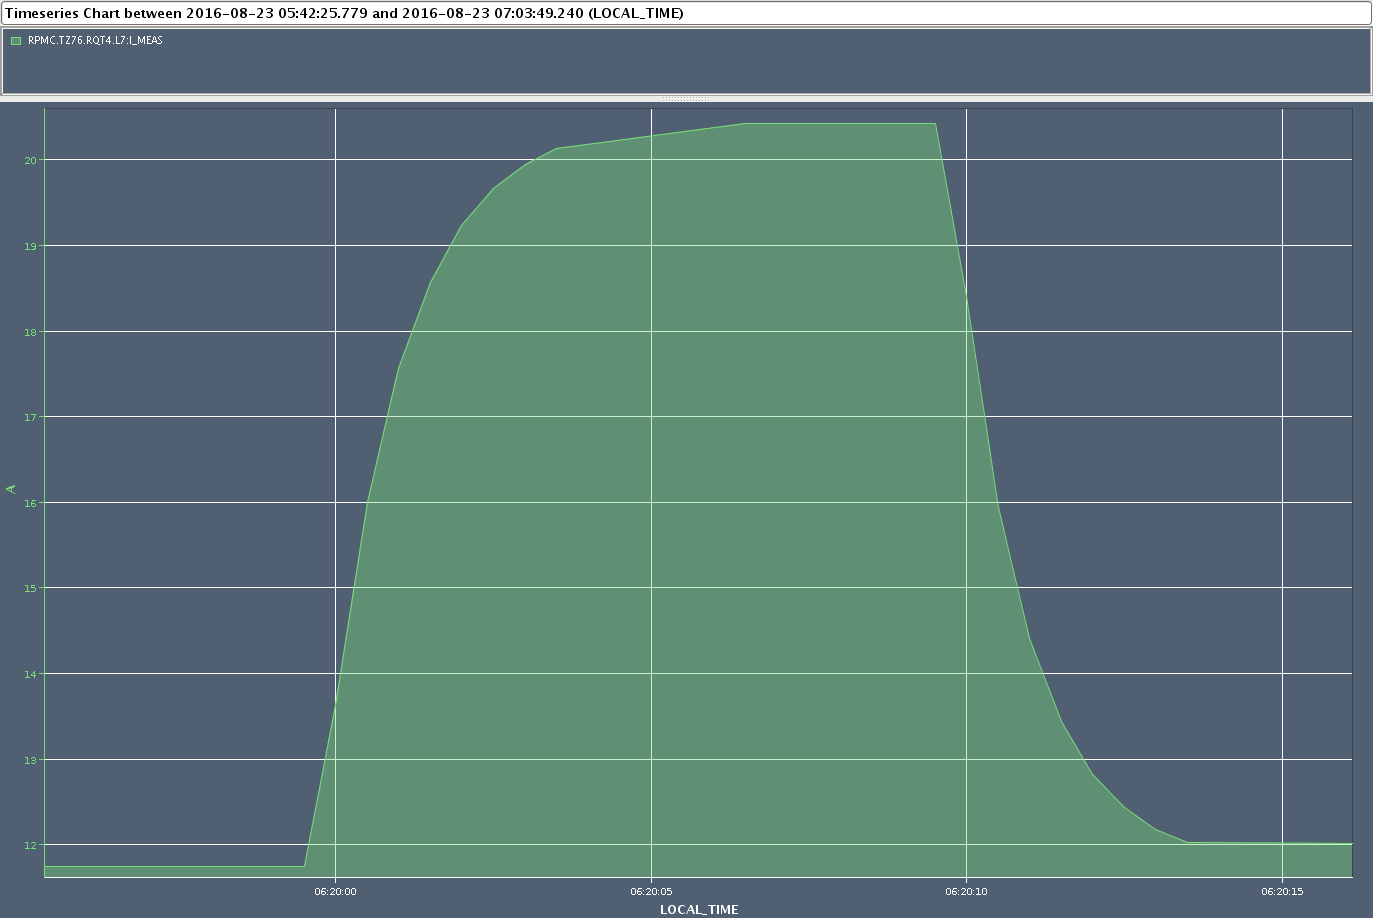 Timeseries Chart between 2016-08-23 05:42:25.779 and 2016-08-23 07:03:49.240 (LOCAL_TIME)
RPMC.TZ76.RQT4.L7:I_MEAS
20
19
18
17
16
15
14
13
12
A
06:20:00 06:20:05 06:20:10 06:20:15
LOCAL_TIME